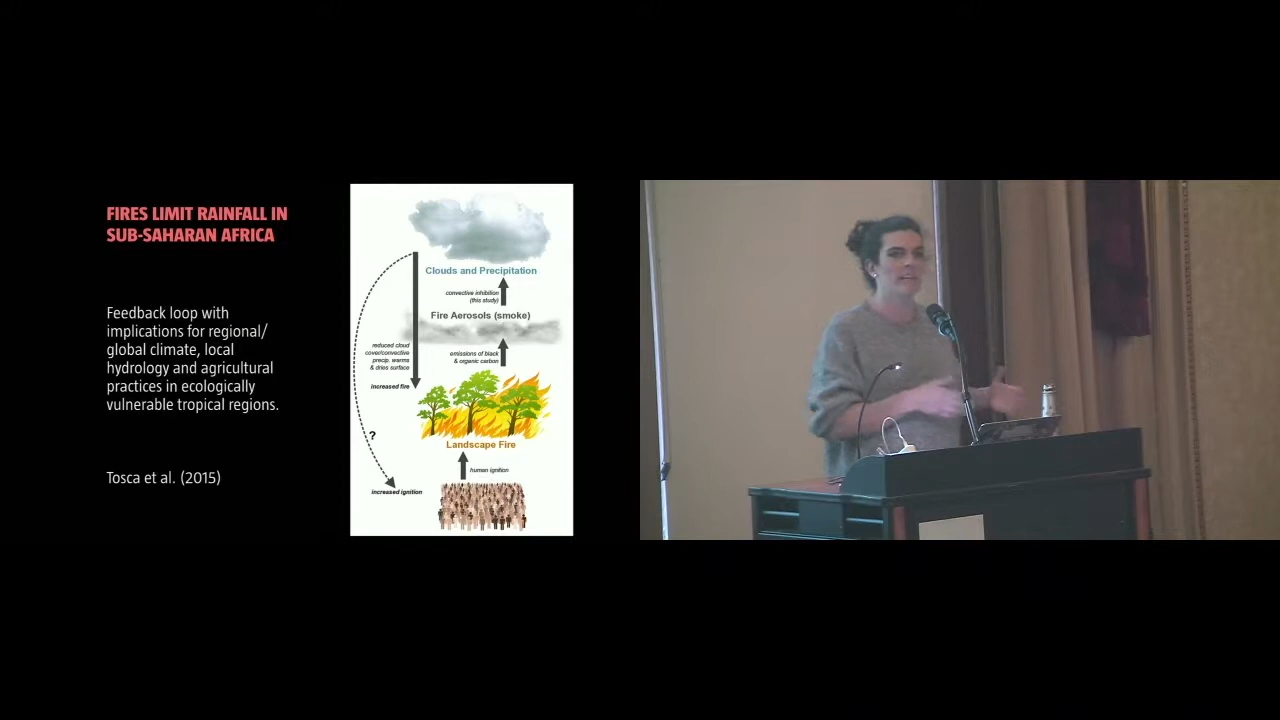 FIRES LIMIT RAINFALL IN
SUB-SAHARAN AFRICA
Feedback loop with
implications for regional/
global climate, local
hydrology and agricultural
practices in ecologically
vulnerable tropical regions.
Tosca et al. (2015)
Clouds and Precipitation
convective inhibition
(this study)
Fire Aerosols (smoke)
reduced cloud
cover/convective
precip. warms
& dries surface
emissions of black
& organic carbon
increased fire
?
Landscape Fire
human ignition
increased ignition